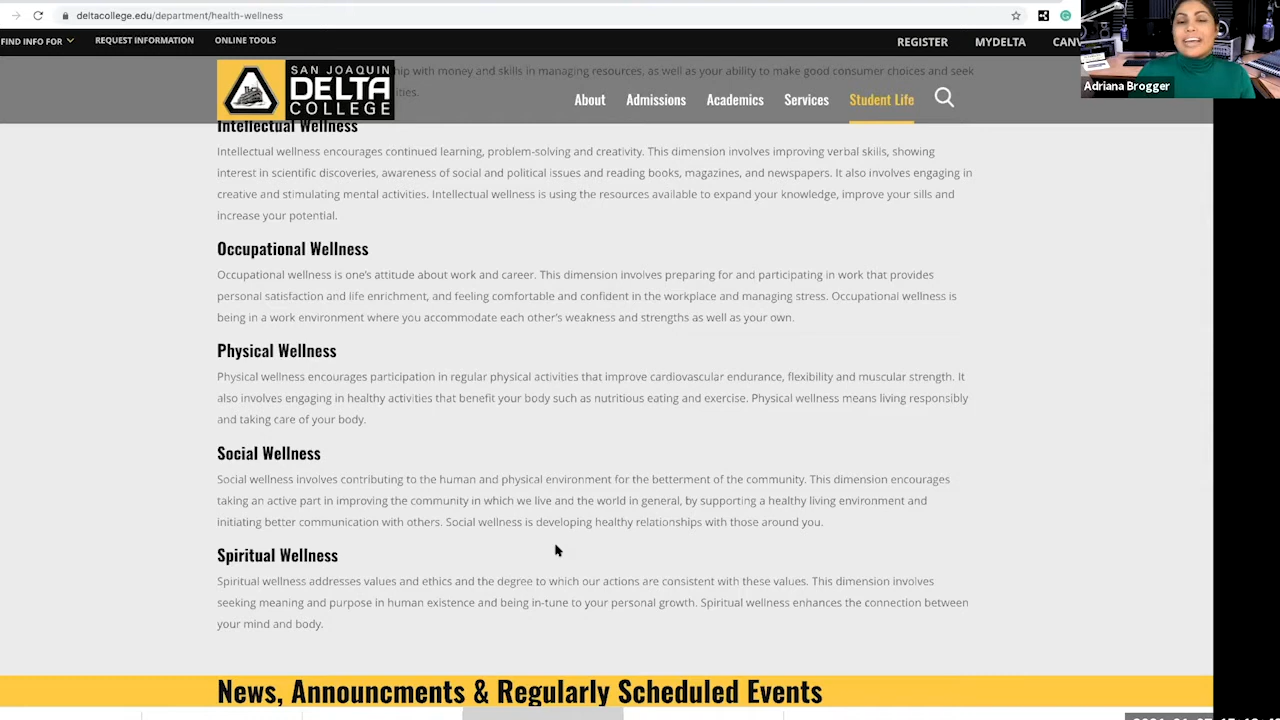 deltacollege.edu/department/health-wellness
FIND INFO FOR
REQUEST INFORMATION
ONLINE TOOLS
REGISTER
MYDELTA
CANV
Adriana Brogger
hip with money and skills in managing resources, as well as your ability to make good consumer choices and seek
ities.
SAN JOAQUIN
DELTA
COLLEGE
About
Admissions
Academics
Services
Student Life
Intellectual Wellness
Intellectual wellness encourages continued learning, problem-solving and creativity. This dimension involves improving verbal skills, showing
interest in scientific discoveries, awareness of social and political issues and reading books, magazines, and newspapers. It also involves engaging in
creative and stimulating mental activities. Intellectual wellness is using the resources available to expand your knowledge, improve your sills and
increase your potential.
Occupational Wellness
Occupational wellness is one's attitude about work and career. This dimension involves preparing for and participating in work that provides
personal satisfaction and life enrichment, and feeling comfortable and confident in the workplace and managing stress. Occupational wellness is
being in a work environment where you accommodate each other's weakness and strengths as well as your own.
Physical Wellness
Physical wellness encourages participation in regular physical activities that improve cardiovascular endurance, flexibility and muscular strength. It
also involves engaging in healthy activities that benefit your body such as nutritious eating and exercise. Physical wellness means living responsibly
and taking care of your body.
Social Wellness
Social wellness involves contributing to the human and physical environment for the betterment of the community. This dimension encourages
taking an active part in improving the community in which we live and the world in general, by supporting a healthy living environment and
initiating better communication with others. Social wellness is developing healthy relationships with those around you.
Spiritual Wellness
Spiritual wellness addresses values and ethics and the degree to which our actions are consistent with these values. This dimension involves
seeking meaning and purpose in human existence and being in-tune to your personal growth. Spiritual wellness enhances the connection between
your mind and body.
News, Announcments & Regularly Scheduled Events